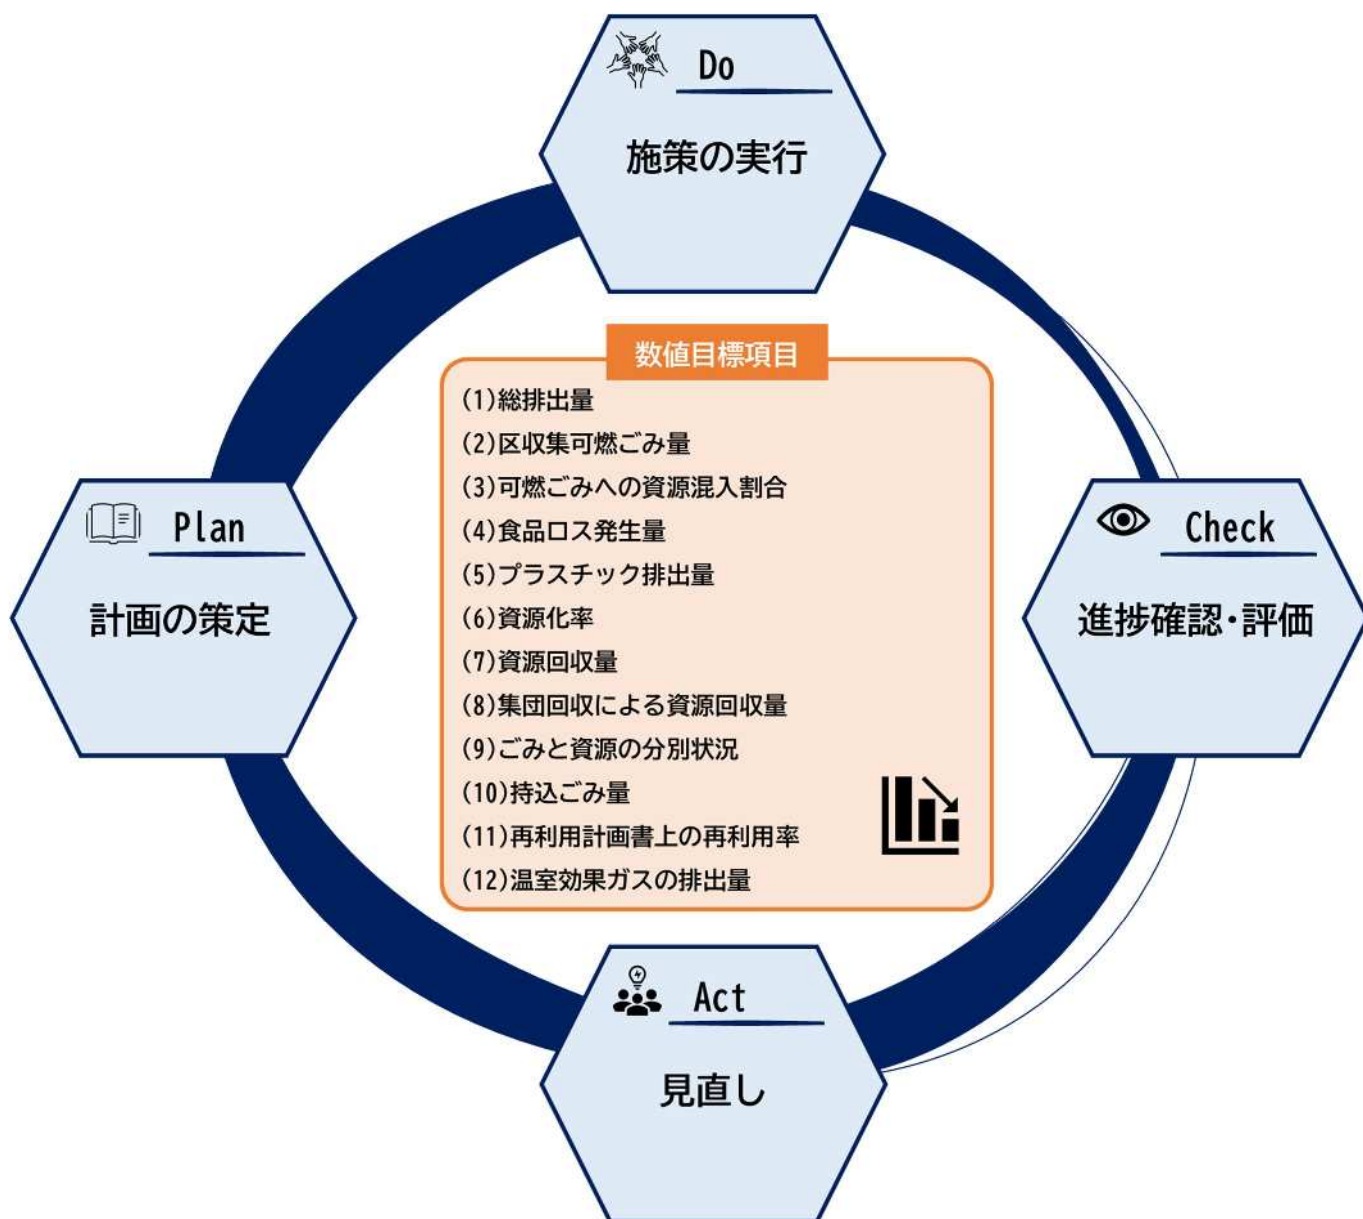 Do
施策の実行
数値目標項目
(1)総排出量
(2)区収集可燃ごみ量
(3)可燃ごみへの資源混入割合
(4)食品ロス発生量
(5)プラスチック排出量
(6)資源化率
(7)資源回収量
(8)集団回収による資源回収量
(9)ごみと資源の分別状況
(10)持込ごみ量
(11)再利用計画書上の再利用率
(12)温室効果ガスの排出量
Plan
計画の策定
Check
進捗確認・評価
Act
見直し